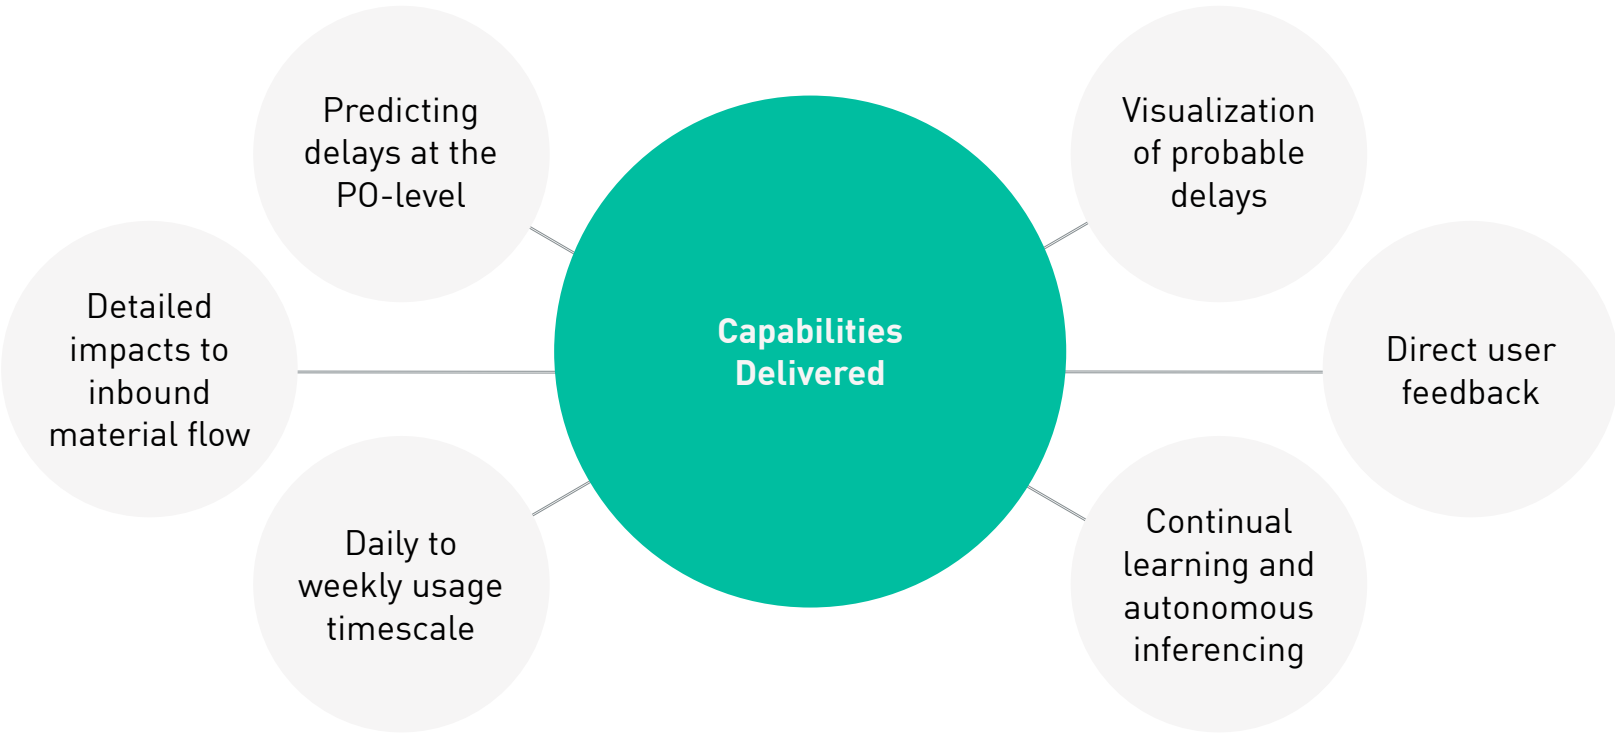 Predicting
delays at the
PO-level
Visualization
of probable
delays
Detailed
impacts to
inbound
material flow
Capabilities
Delivered
Direct user
feedback
Daily to
weekly usage
timescale
Continual
learning and
autonomous
inferencing